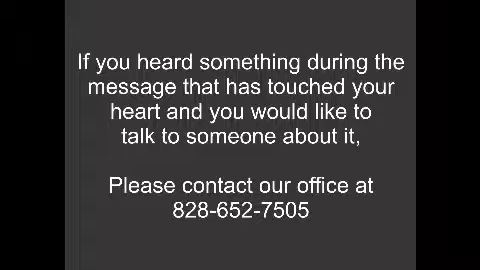 If you heard something during the
message that has touched your
heart and you would like to
talk to someone about it,
Please contact our office at
828-652-7505